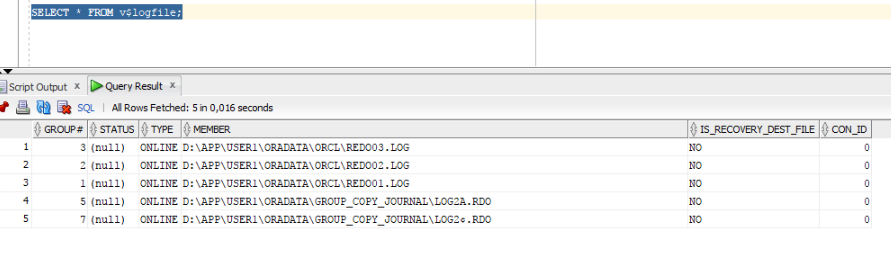 SELECT * FROM v$logfile;
Script Output x Query Result x
SQL | All Rows Fetched: 5 in 0,016 seconds
GROUP# STATUS TYPE MEMBER IS_RECOVERY_DEST_FILE CON_ID
1 3 (null) ONLINE D:\APP\USER1\ORADATA\ORCL\REDO03.LOG NO 0
2 2 (null) ONLINE D:\APP\USER1\ORADATA\ORCL\REDO02.LOG NO 0
3 1 (null) ONLINE D:\APP\USER1\ORADATA\ORCL\REDO01.LOG NO 0
4 5 (null) ONLINE D:\APP\USER1\ORADATA\GROUP_COPY_JOURNAL\LOG2A.RDO NO 0
5 7 (null) ONLINE D:\APP\USER1\ORADATA\GROUP_COPY_JOURNAL\LOG2¢.RDO NO 0